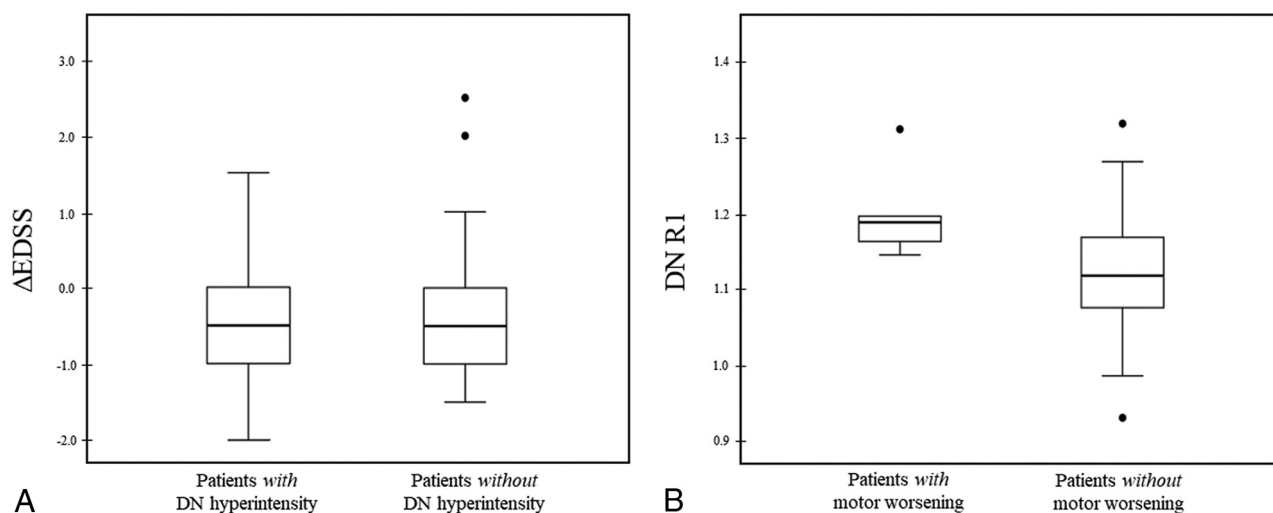 ΔEDSS
3.0
2.0
1.0
0.0
-1.0
-2.0
Patients with
DN hyperintensity
Patients without
DN hyperintensity
A
DN R1
1.4
1.3
1.2
1.1
1.0
0.9
Patients with
motor worsening
Patients without
motor worsening
B